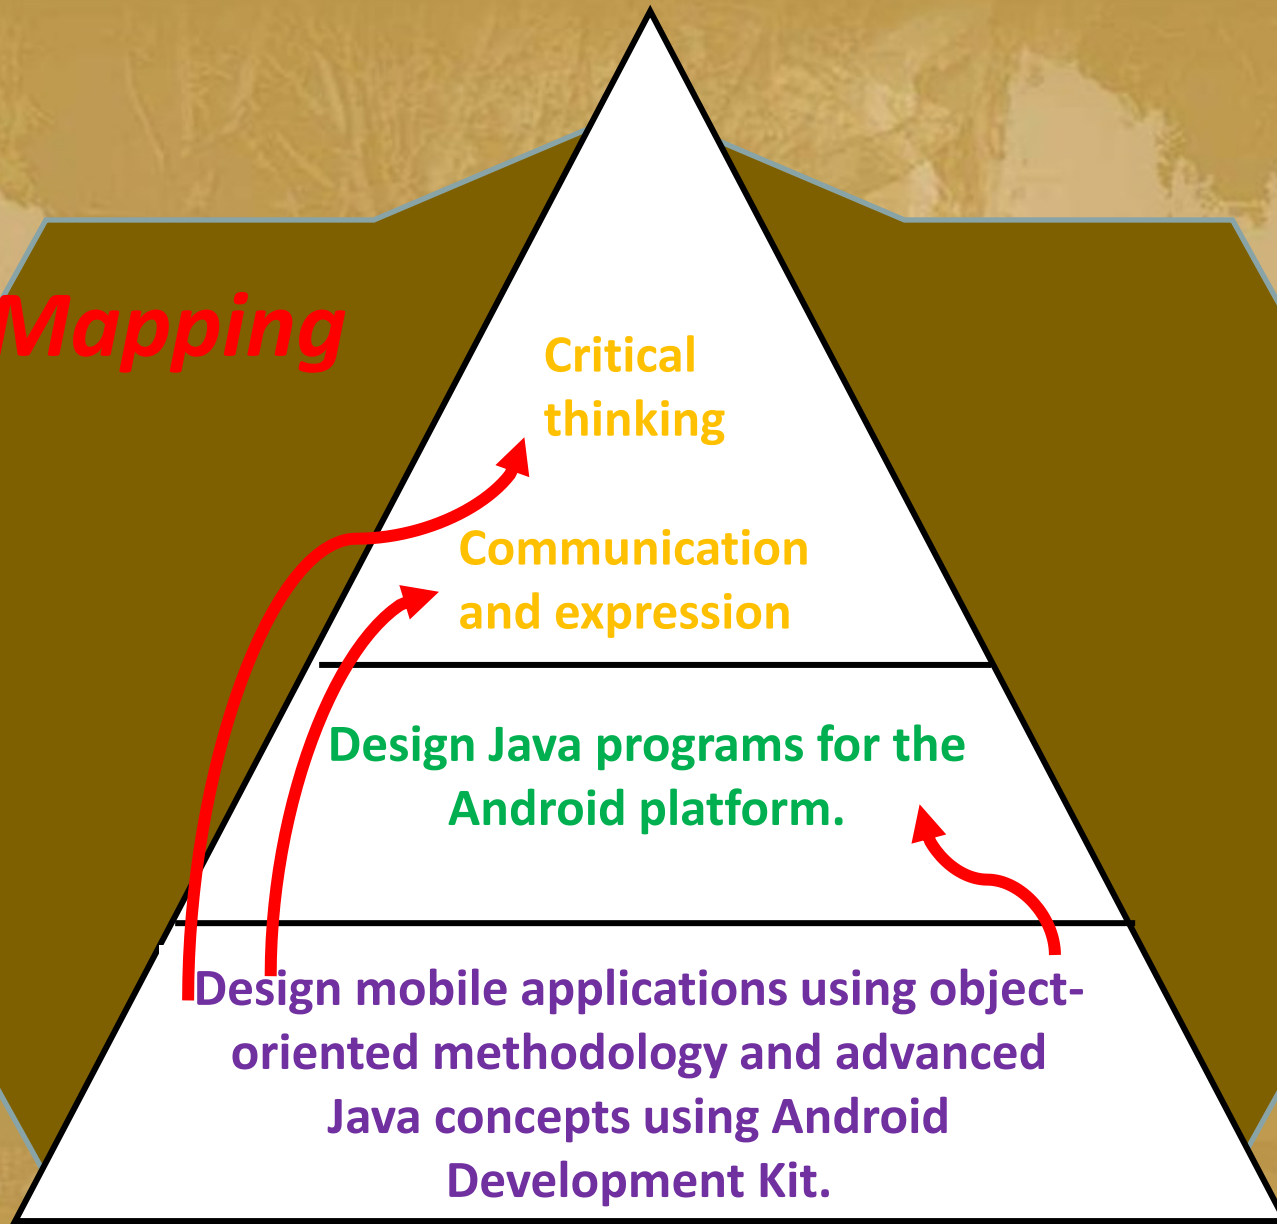 Mapping
Critical
thinking
Communication
and expression
Design Java programs for the
Android platform.
Design mobile applications using object-
oriented methodology and advanced
Java concepts using Android
Development Kit.